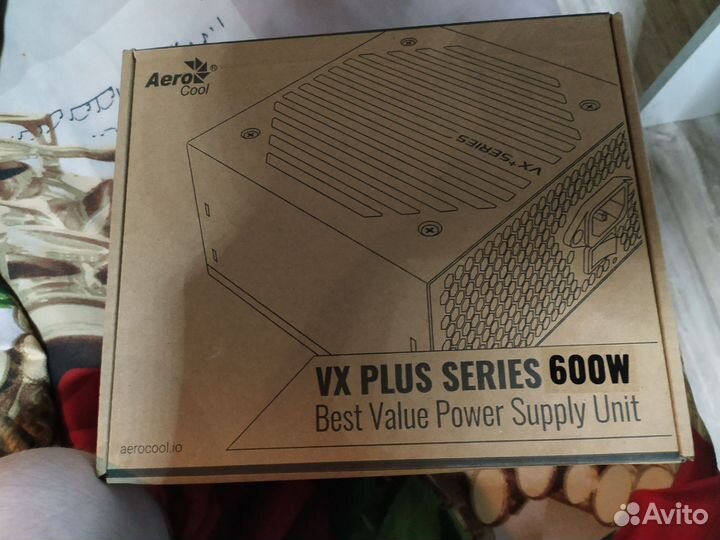 Aero
Cool
®
VX+SERIES
VX PLUS SERIES 600W
Best Value Power Supply Unit
aerocool.io
Avito